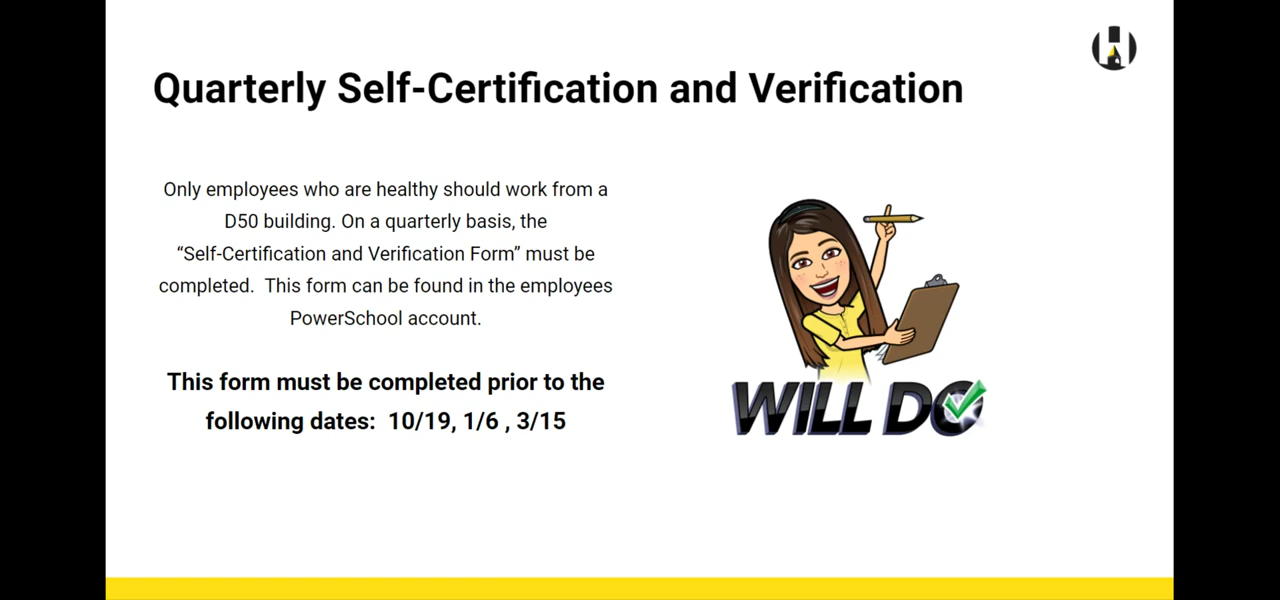 Quarterly Self-Certification and Verification
Only employees who are healthy should work from a
D50 building. On a quarterly basis, the
“Self-Certification and Verification Form” must be
completed.  This form can be found in the employees
PowerSchool account.
This form must be completed prior to the
following dates:  10/19, 1/6 , 3/15
WILL DO